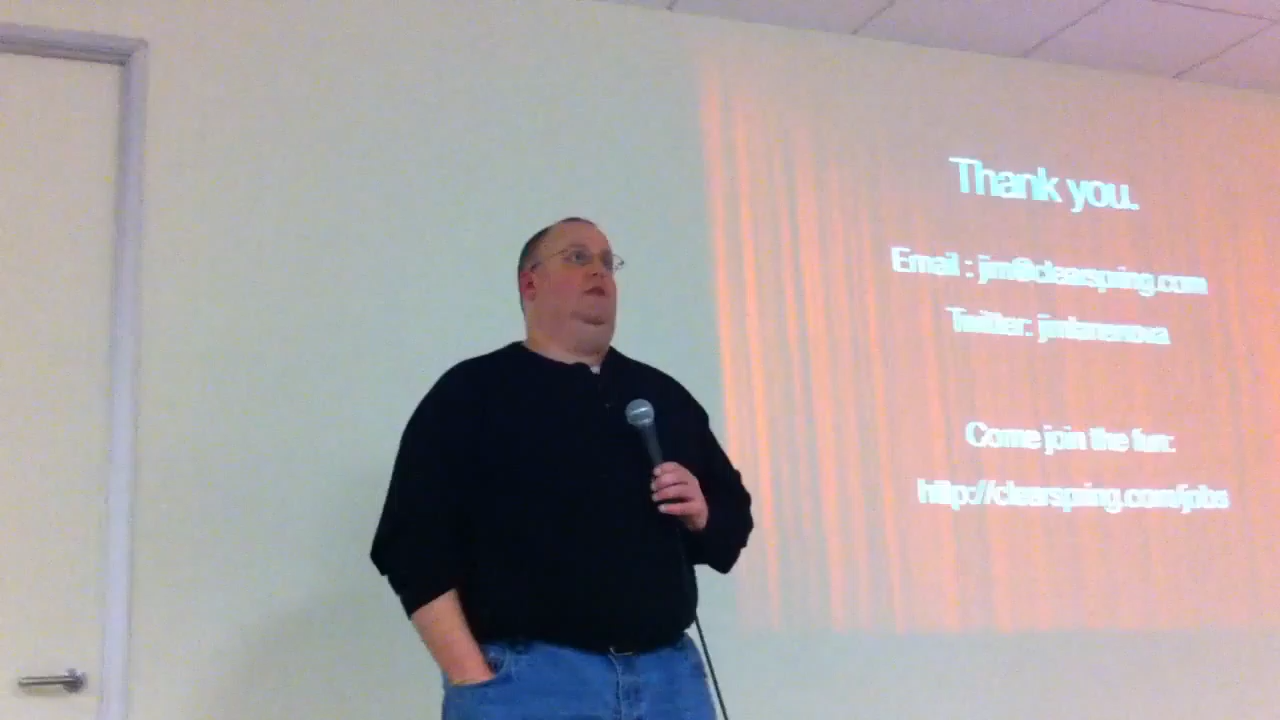 Thank you.
Email : jim@clearspring.com
Twitter:
Come join the fun:
http://clearspring.com/jobs